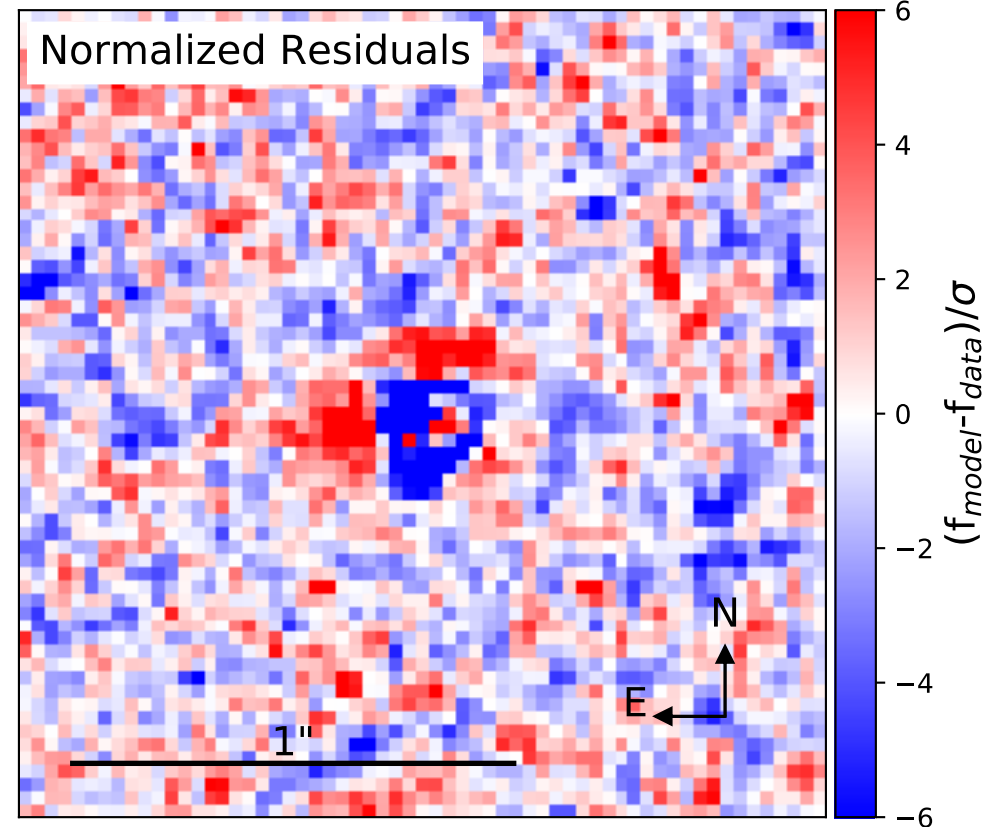 Normalized Residuals
6
4
2
0
−2
−4
−6
(f_model-f_data)/σ
N
E
1"